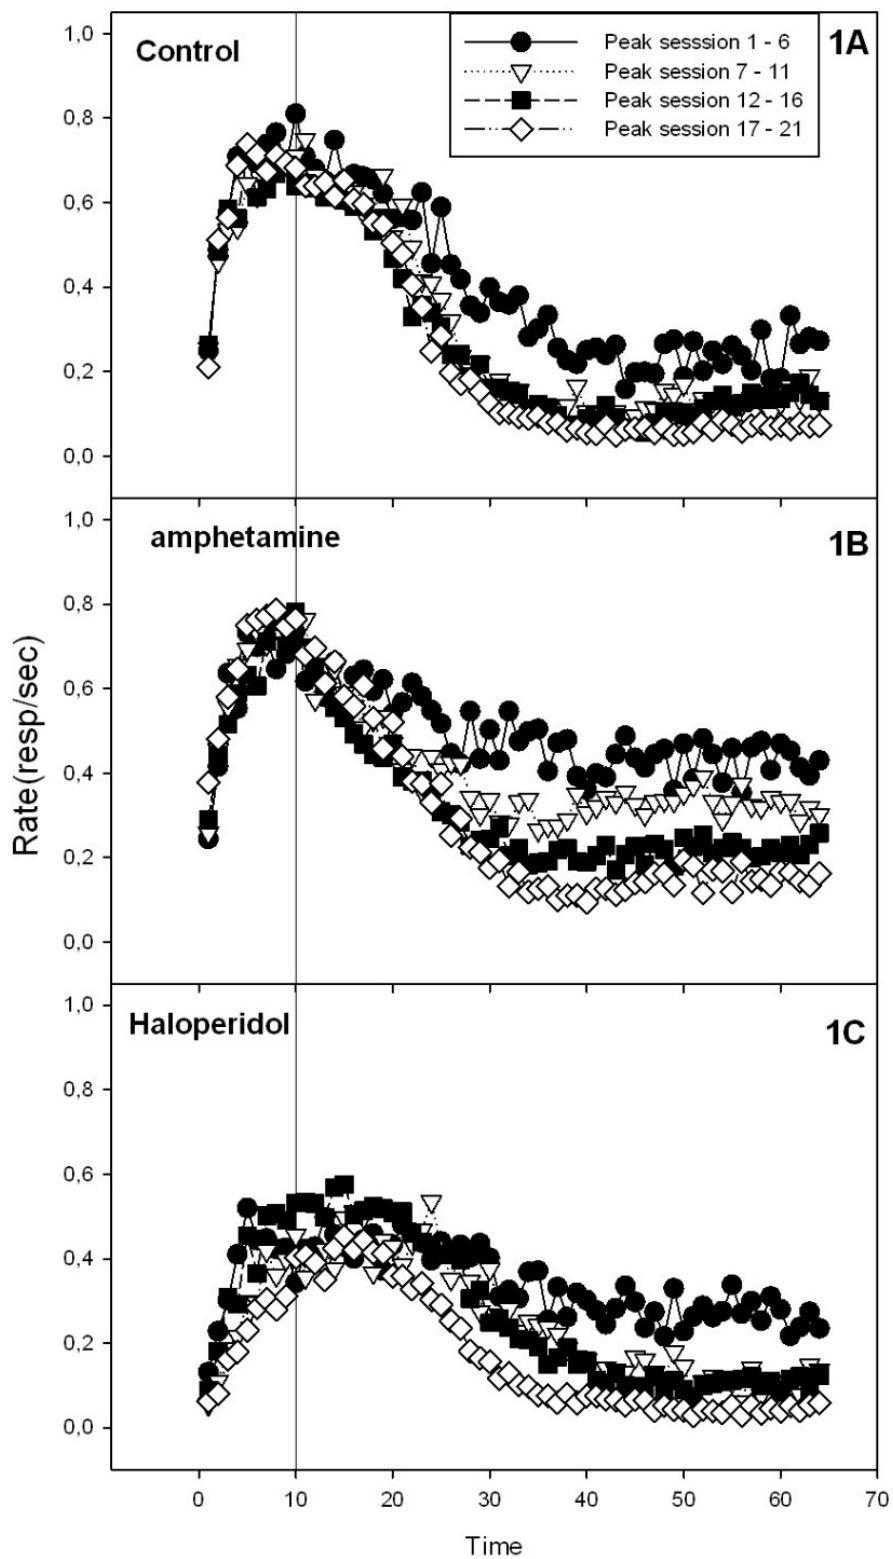 Control
1A
Peak sesssion 1 - 6
Peak session 7 - 11
Peak session 12 - 16
Peak session 17 - 21
1,0
0,8
0,6
0,4
0,2
0,0
amphetamine
1B
1,0
0,8
0,6
0,4
0,2
0,0
Rate(resp/sec)
Haloperidol
1C
1,0
0,8
0,6
0,4
0,2
0,0
0 10 20 30 40 50 60 70
Time